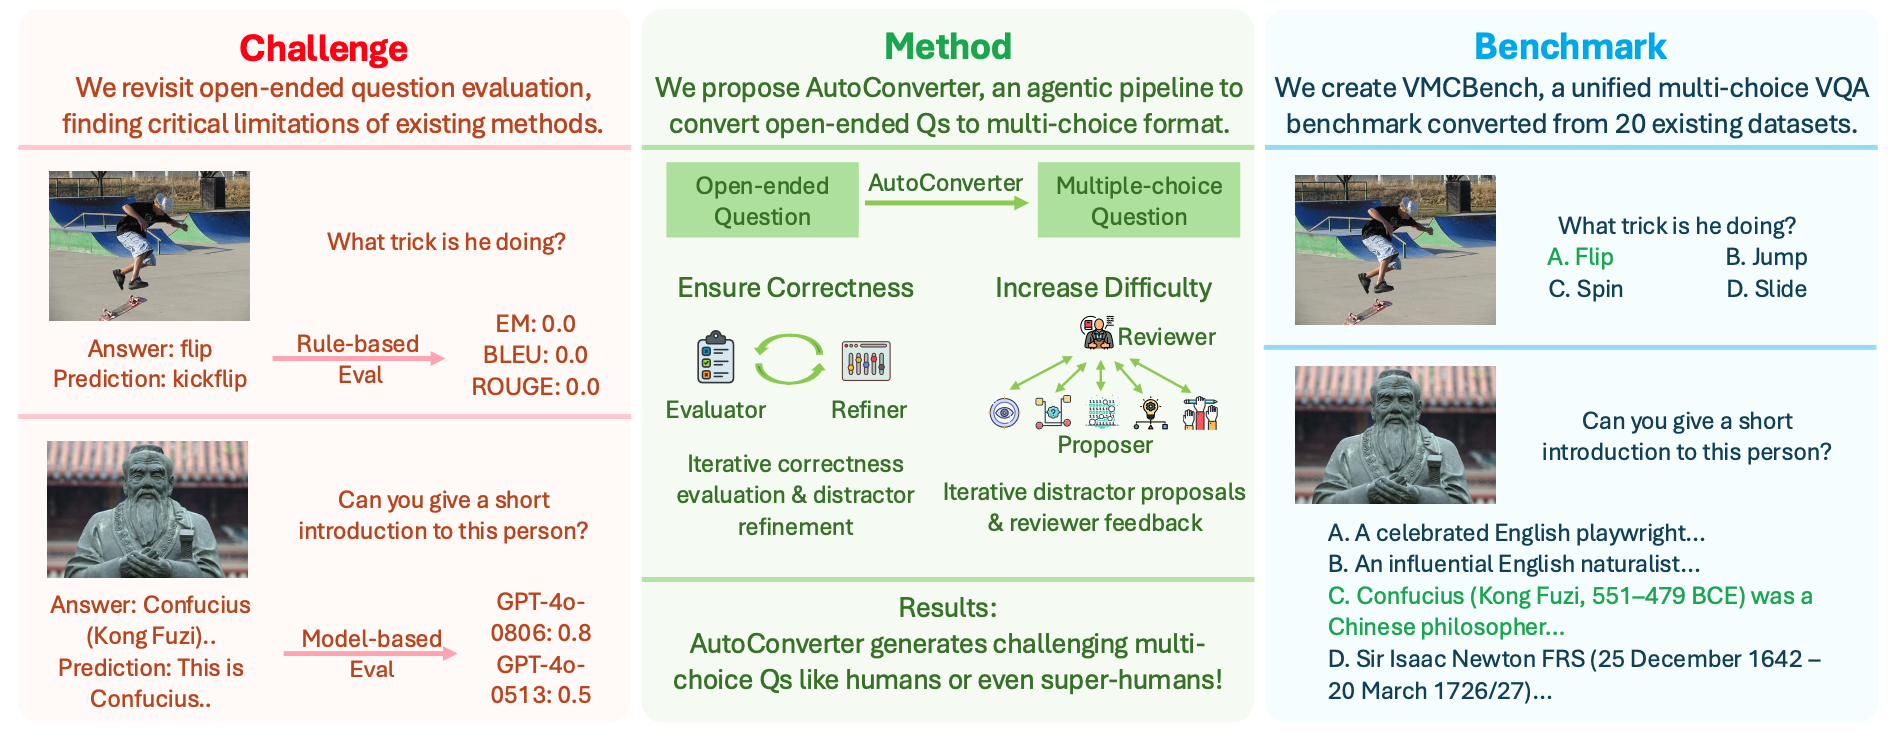 Challenge
We revisit open-ended question evaluation,
finding critical limitations of existing methods.
What trick is he doing?
Answer: flip
Prediction: kickflip
Rule-based
Eval
EM: 0.0
BLEU: 0.0
ROUGE: 0.0
Can you give a short
introduction to this person?
Answer: Confucius
(Kong Fuzi)..
Prediction: This is
Confucius..
Model-based
Eval
GPT-4o-
0806: 0.8
GPT-4o-
0513: 0.5
Method
We propose AutoConverter, an agentic pipeline to
convert open-ended Qs to multi-choice format.
Open-ended
Question
AutoConverter
Multiple-choice
Question
Ensure Correctness
Evaluator
Refiner
Iterative correctness
evaluation & distractor
refinement
Increase Difficulty
Reviewer
Proposer
Iterative distractor proposals
& reviewer feedback
Results:
AutoConverter generates challenging multi-
choice Qs like humans or even super-humans!
Benchmark
We create VMCBench, a unified multi-choice VQA
benchmark converted from 20 existing datasets.
What trick is he doing?
A. Flip
B. Jump
C. Spin
D. Slide
Can you give a short
introduction to this person?
A. A celebrated English playwright...
B. An influential English naturalist...
C. Confucius (Kong Fuzi, 551–479 BCE) was a
Chinese philosopher...
D. Sir Isaac Newton FRS (25 December 1642 –
20 March 1726/27)...